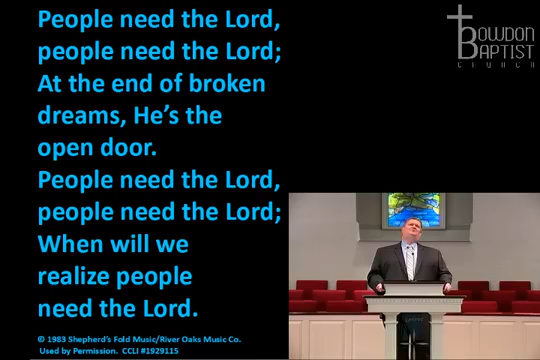 People need the Lord,
people need the Lord;
At the end of broken
dreams, He's the
open door.
People need the Lord,
people need the Lord;
When will we
realize people
need the Lord.
© 1983 Shepherd's Fold Music/River Oaks Music Co.
Used by Permission. CCLI #1929115
Bowdon
Baptist
CHURCH